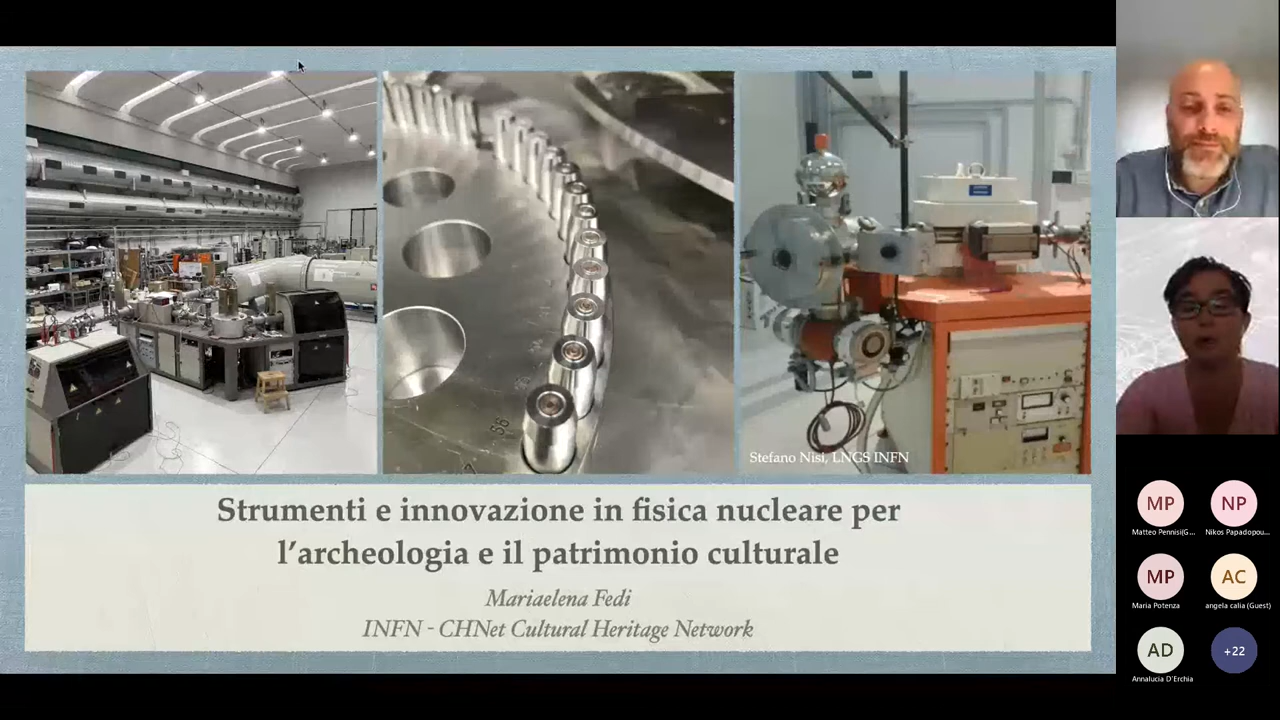 Stefano Nisi, LNGS INFN
Strumenti e innovazione in fisica nucleare per
l’archeologia e il patrimonio culturale
Mariaelena Fedi
INFN - CHNet Cultural Heritage Network
MP
NP
Matteo Pennisi(G...
Nikos Papadopou...
MP
AC
Maria Potenza
angela calia (Guest)
AD
+22
Annalucia D'Erchia
56